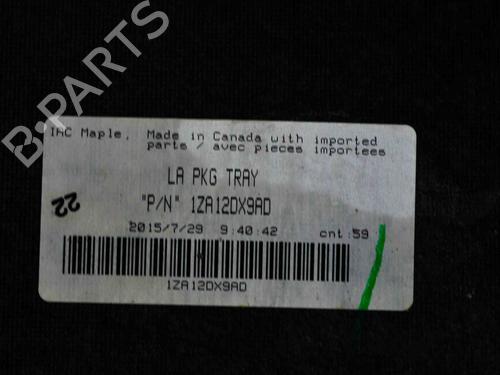 B-PARTS
IAC Maple. Made in Canada with imported
parts / avec pieces importees
LA PKG TRAY
"P/N" 1ZA12DX9AD
22
2015/7/29 9:40:42 cnt:59
1ZA12DX9AD